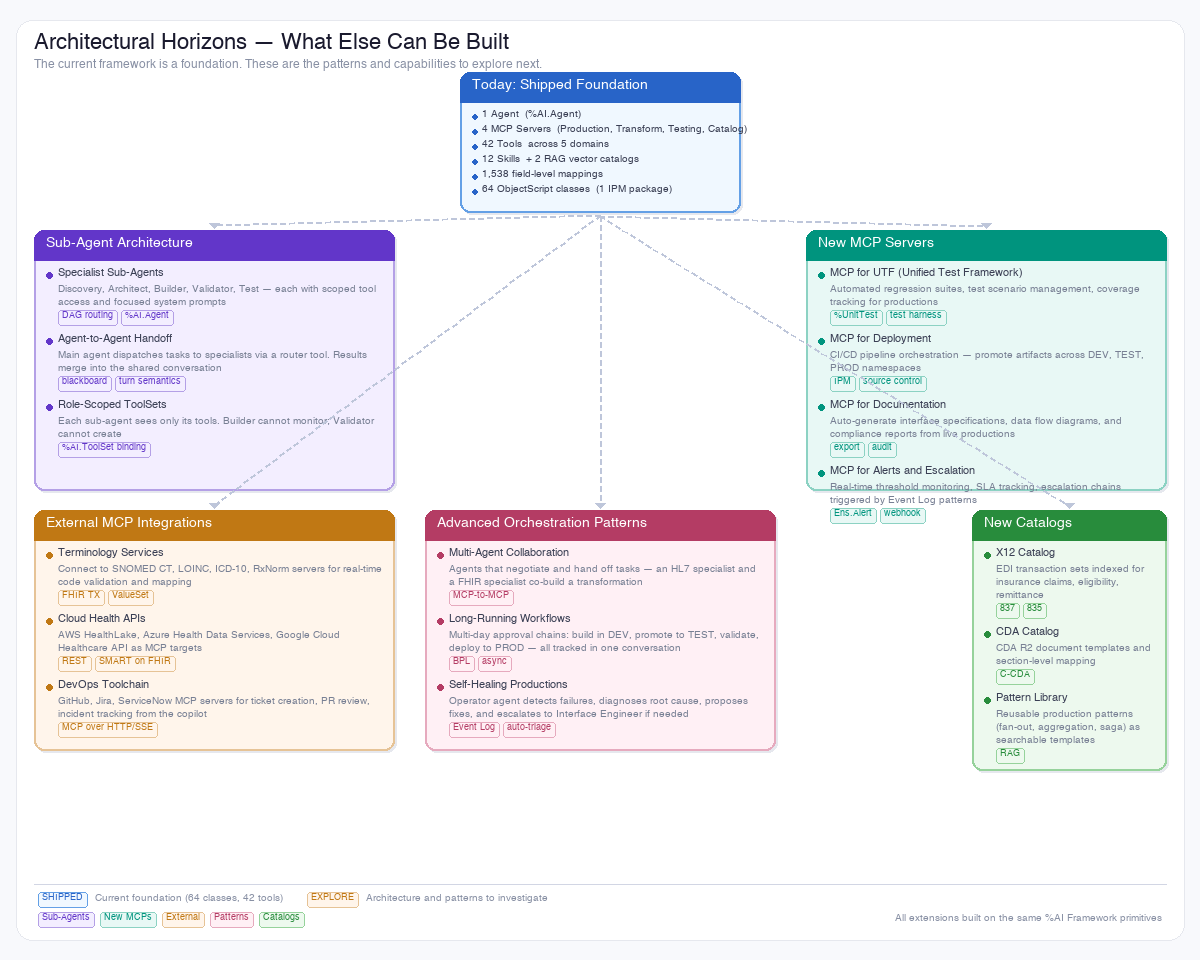 Architectural Horizons — What Else Can Be Built
The current framework is a foundation. These are the patterns and capabilities to explore next.
Today: Shipped Foundation
1 Agent (%AI.Agent)
4 MCP Servers (Production, Transform, Testing, Catalog)
42 Tools across 5 domains
12 Skills + 2 RAG vector catalogs
1,538 field-level mappings
64 ObjectScript classes (1 IPM package)
Sub-Agent Architecture
Specialist Sub-Agents
Discovery, Architect, Builder, Validator, Test — each with scoped tool
access and focused system prompts
DAG routing %AI.Agent
Agent-to-Agent Handoff
Main agent dispatches tasks to specialists via a router tool. Results
merge into the shared conversation
blackboard turn semantics
Role-Scoped ToolSets
Each sub-agent sees only its tools. Builder cannot monitor, Validator
cannot create
%AI.ToolSet binding
New MCP Servers
MCP for UTF (Unified Test Framework)
Automated regression suites, test scenario management, coverage
tracking for productions
%UnitTest test harness
MCP for Deployment
CI/CD pipeline orchestration — promote artifacts across DEV, TEST,
PROD namespaces
IPM source control
MCP for Documentation
Auto-generate interface specifications, data flow diagrams, and
compliance reports from live productions
export audit
MCP for Alerts and Escalation
Real-time threshold monitoring, SLA tracking, escalation chains
triggered by Event Log patterns
Ens.Alert webhook
External MCP Integrations
Terminology Services
Connect to SNOMED CT, LOINC, ICD-10, RxNorm servers for real-time
code validation and mapping
FHIR TX ValueSet
Cloud Health APIs
AWS HealthLake, Azure Health Data Services, Google Cloud
Healthcare API as MCP targets
REST SMART on FHIR
DevOps Toolchain
GitHub, Jira, ServiceNow MCP servers for ticket creation, PR review,
incident tracking from the copilot
MCP over HTTP/SSE
Advanced Orchestration Patterns
Multi-Agent Collaboration
Agents that negotiate and hand off tasks — an HL7 specialist and
a FHIR specialist co-build a transformation
MCP-to-MCP
Long-Running Workflows
Multi-day approval chains: build in DEV, promote to TEST, validate,
deploy to PROD — all tracked in one conversation
BPL async
Self-Healing Productions
Operator agent detects failures, diagnoses root cause, proposes
fixes, and escalates to Interface Engineer if needed
Event Log auto-triage
New Catalogs
X12 Catalog
EDI transaction sets indexed for
insurance claims, eligibility,
remittance
837 835
CDA Catalog
CDA R2 document templates and
section-level mapping
C-CDA
Pattern Library
Reusable production patterns
(fan-out, aggregation, saga) as
searchable templates
RAG
SHIPPED Current foundation (64 classes, 42 tools) EXPLORE Architecture and patterns to investigate
Sub-Agents New MCPs External Patterns Catalogs
All extensions built on the same %AI Framework primitives